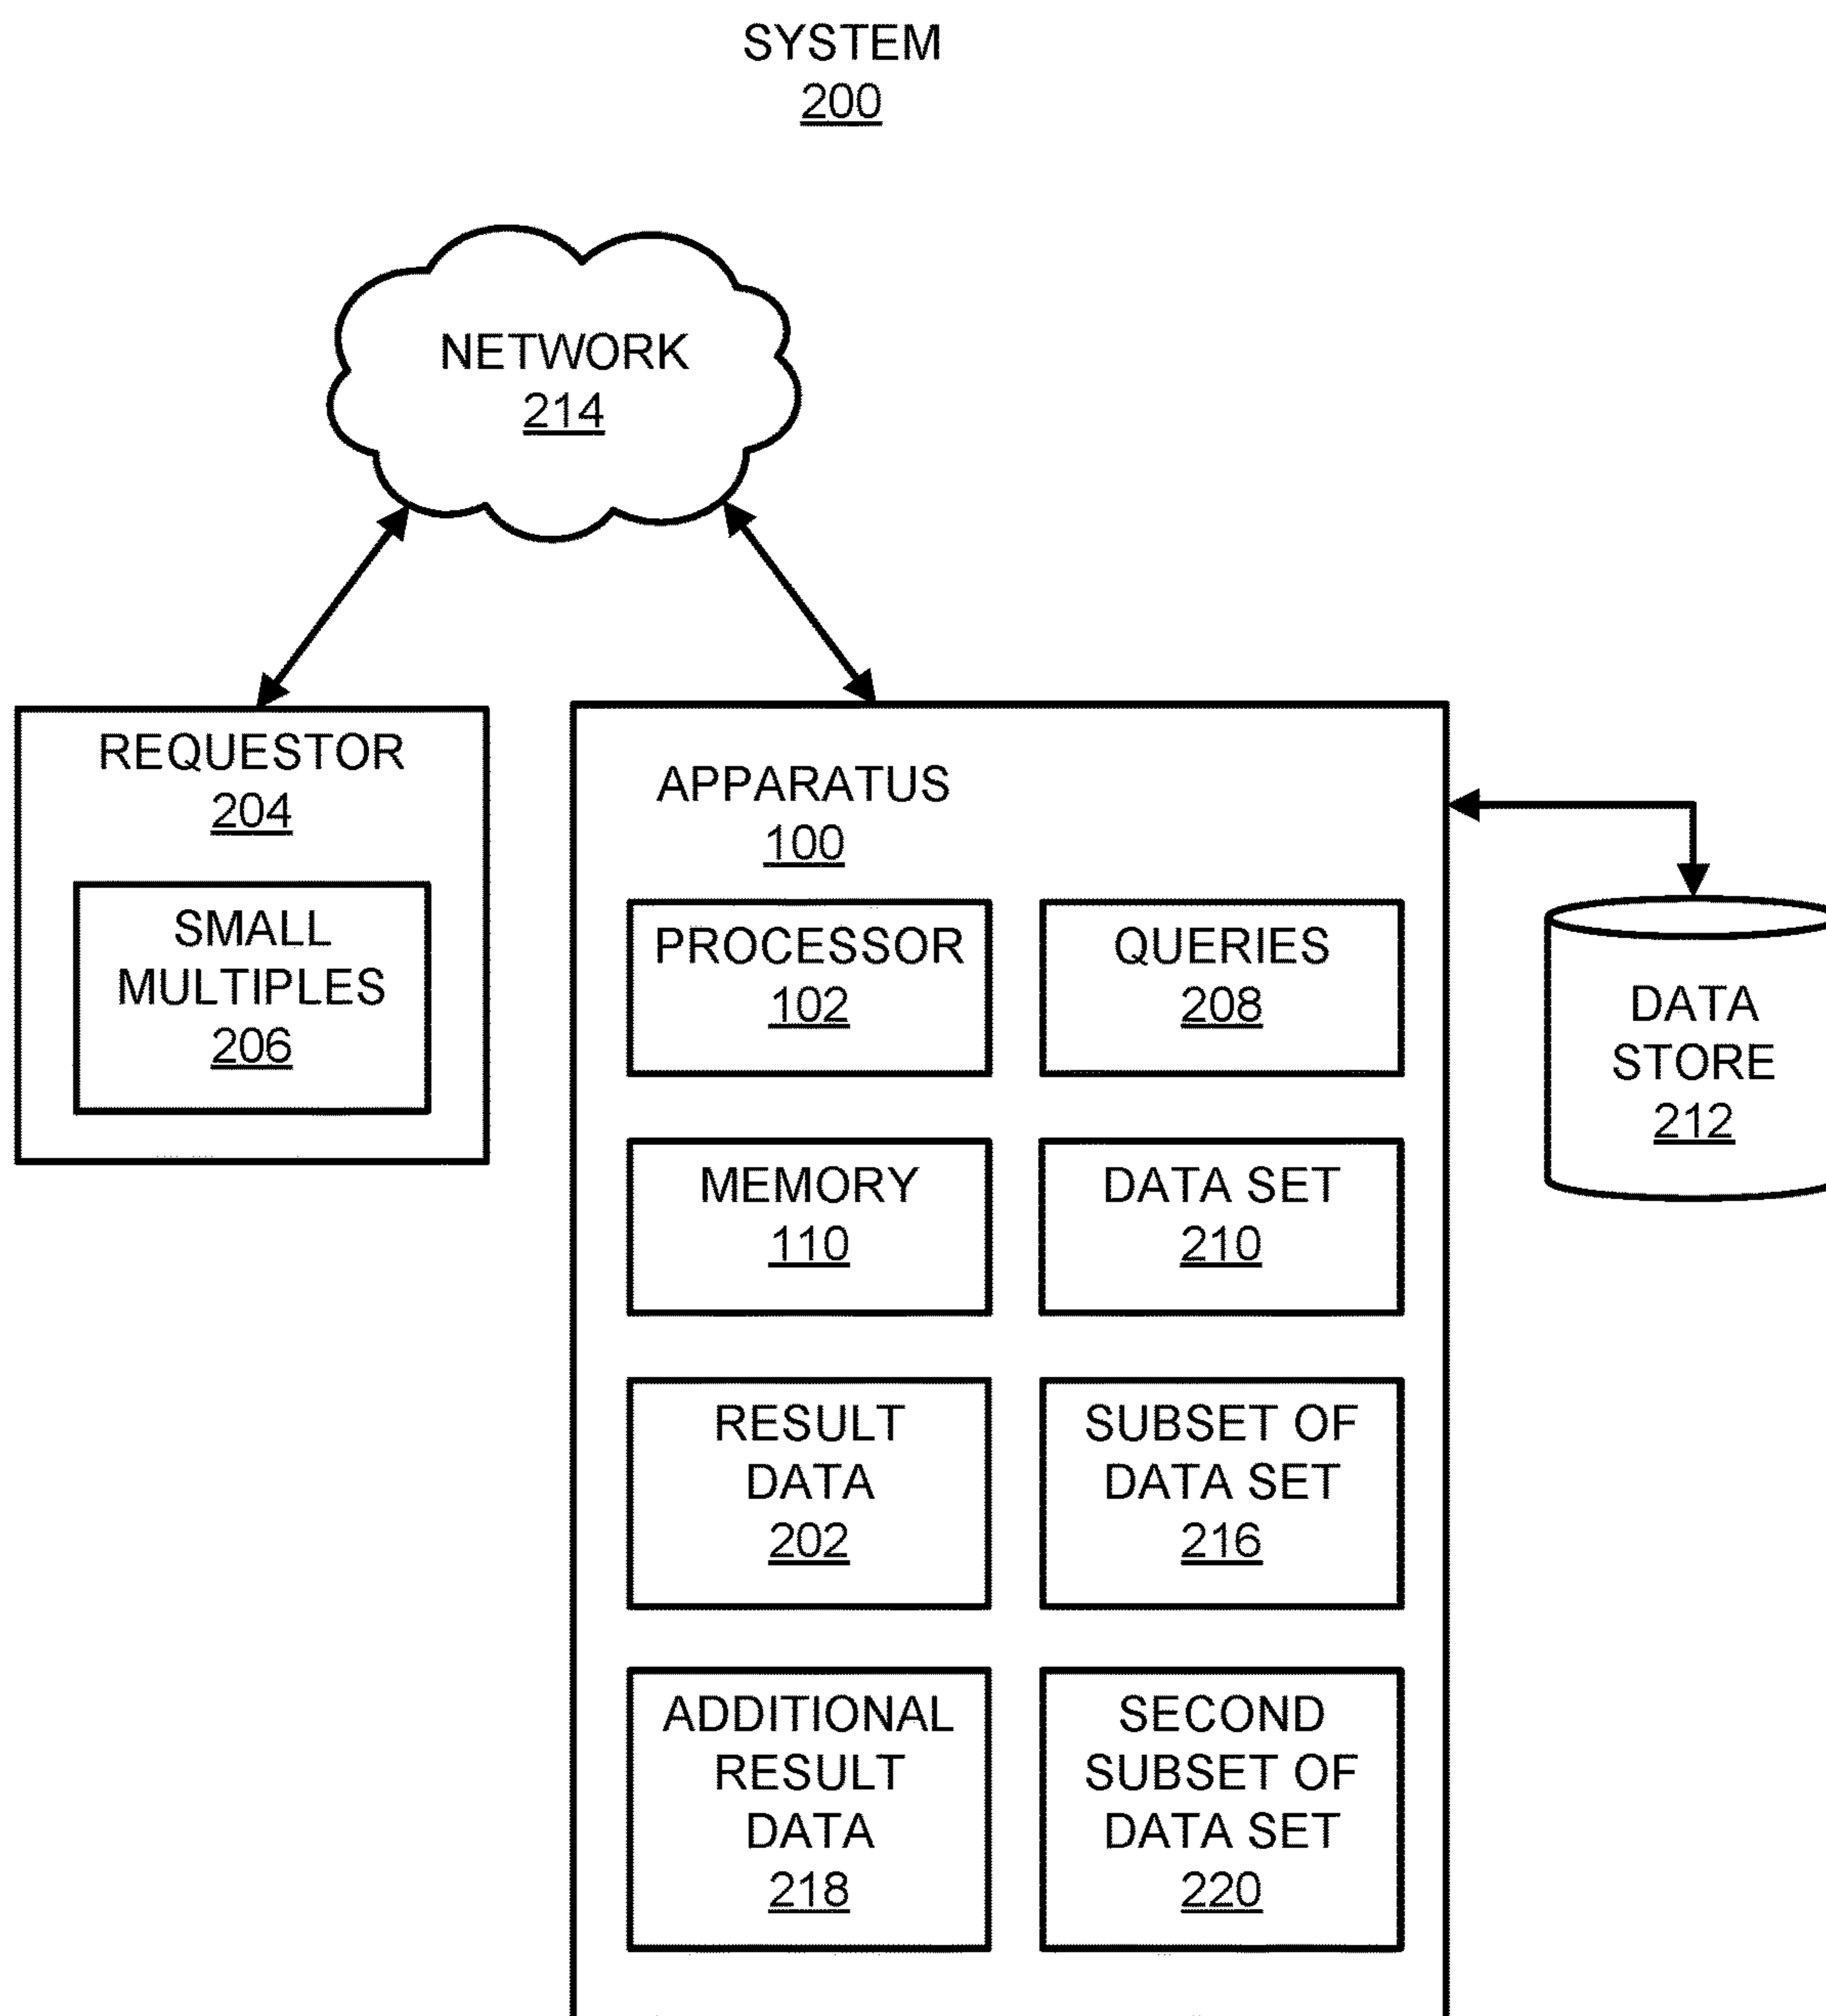 SYSTEM
200
NETWORK
214
REQUESTOR
204
SMALL
MULTIPLES
206
APPARATUS
100
PROCESSOR
102
QUERIES
208
MEMORY
110
DATA SET
210
RESULT
DATA
202
SUBSET OF
DATA SET
216
ADDITIONAL
RESULT
DATA
218
SECOND
SUBSET OF
DATA SET
220
DATA
STORE
212